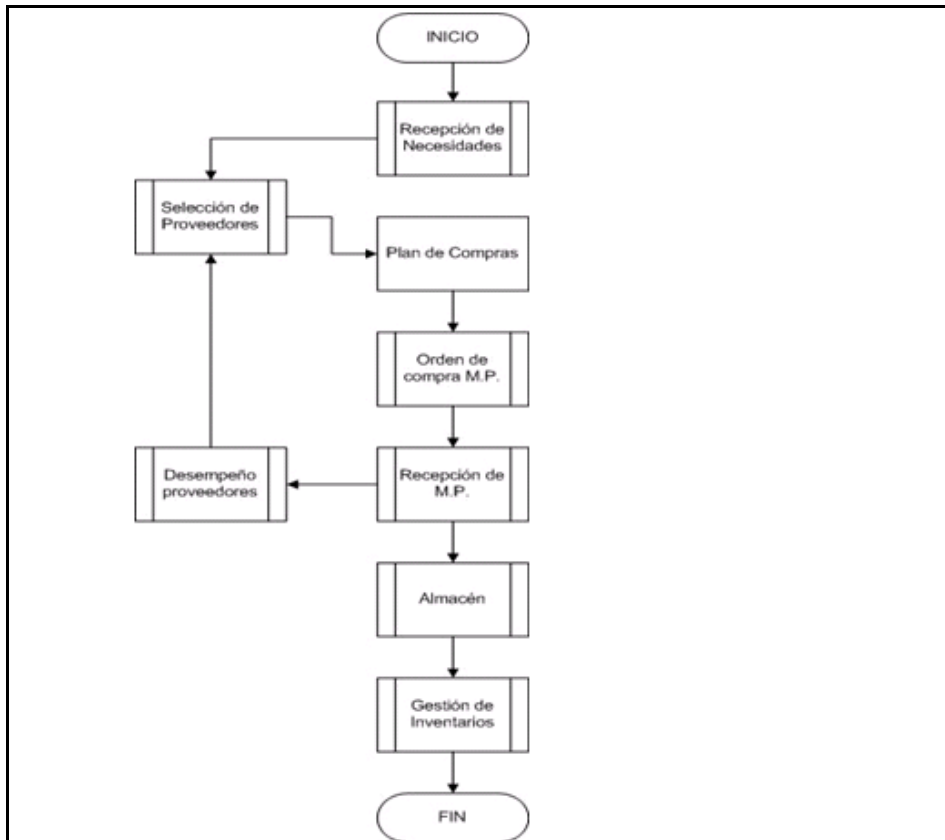 INICIO
Recepción de
Necesidades
Selección de
Proveedores
Plan de Compras
Orden de
compra M.P.
Recepción de
M.P.
Desempeño
proveedores
Almacén
Gestión de
Inventarios
FIN